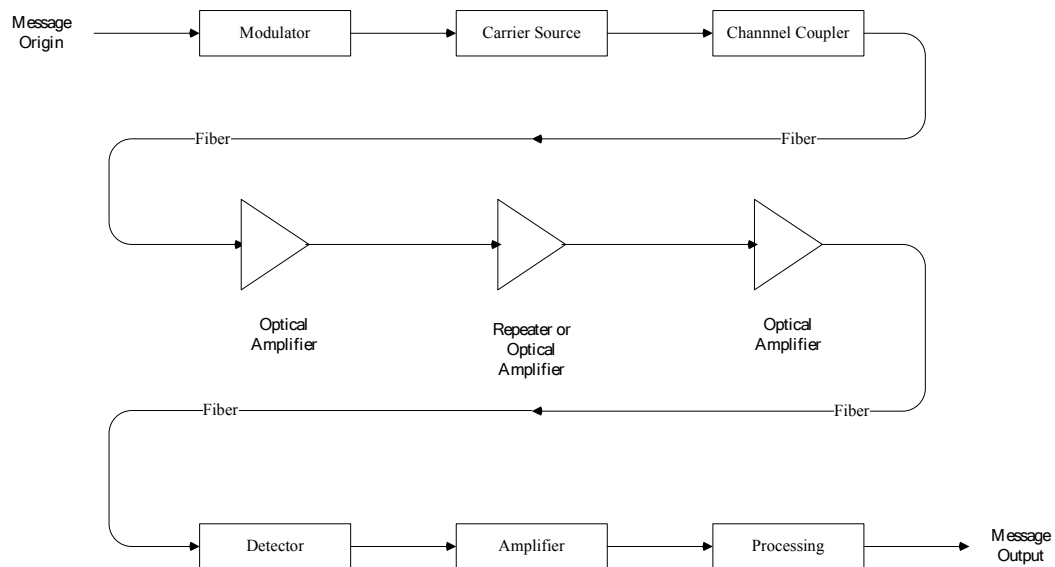 Message
Origin
Modulator
Carrier Source
Channnel Coupler
Fiber
Fiber
Optical
Amplifier
Repeater or
Optical
Amplifier
Optical
Amplifier
Fiber
Fiber
Detector
Amplifier
Processing
Message
Output